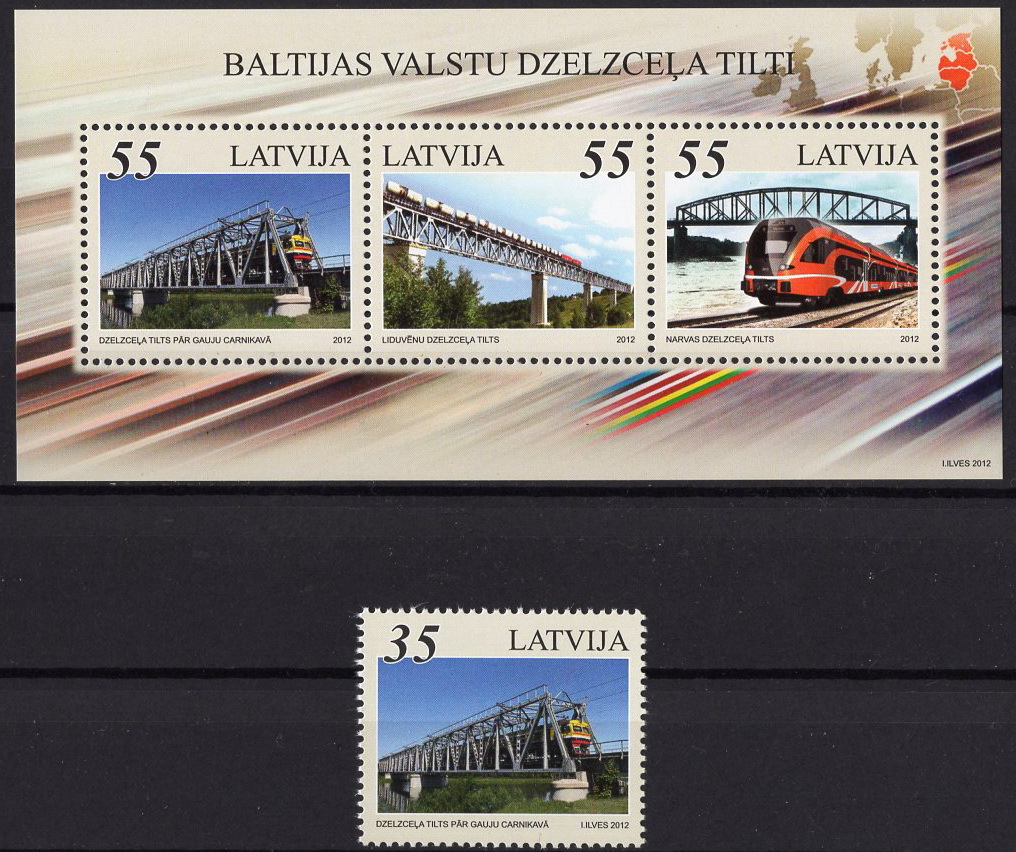 BALTIJAS VALSTU DZELZCEĻA TILTI
55 LATVIJA
DZELZCEĻA TILTS PĀR GAUJU CARNIKAVĀ 2012
LATVIJA 55
LIDUVĒNU DZELZCEĻA TILTS 2012
55 LATVIJA
NARVAS DZELZCEĻA TILTS 2012
I.ILVES 2012
35 LATVIJA
DZELZCEĻA TILTS PĀR GAUJU CARNIKAVĀ I.ILVES 2012